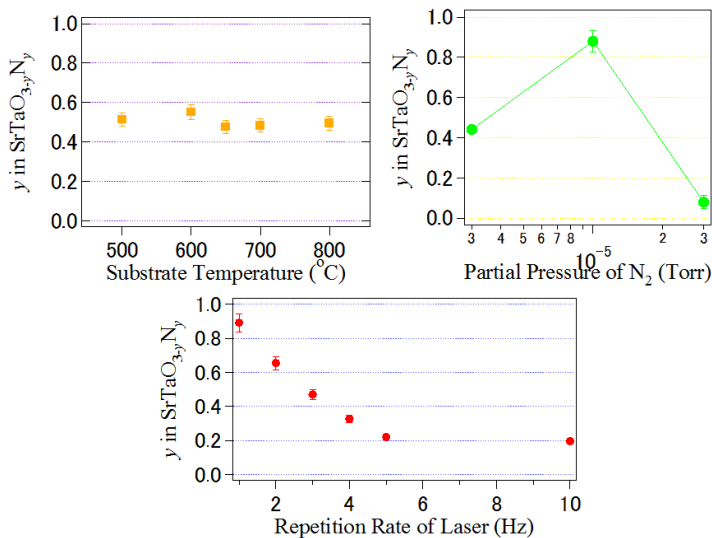 1.0
0.8
0.6
0.4
0.2
0.0
y in SrTaO3-yNy
500 600 700 800
Substrate Temperature (°C)
1.0
0.8
0.6
0.4
0.2
0.0
y in SrTaO3-yNy
3 4 5 6 7 8 10-5 2 3
Partial Pressure of N2 (Torr)
1.0
0.8
0.6
0.4
0.2
0.0
y in SrTaO3-yNy
2 4 6 8 10
Repetition Rate of Laser (Hz)